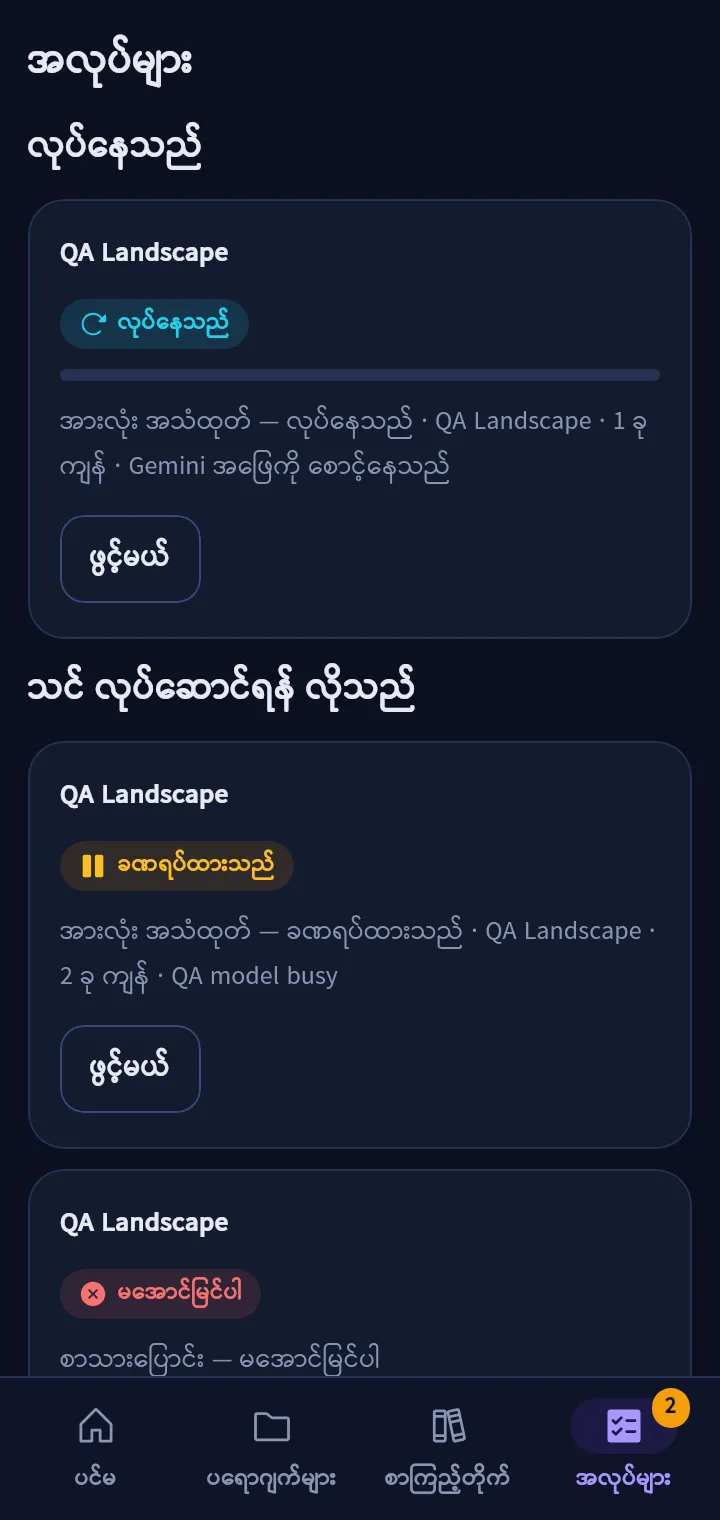 အလုပ်များ
လုပ်နေသည်
QA Landscape
လုပ်နေသည်
အားလုံး အသံထုတ် — လုပ်နေသည် · QA Landscape · 1 ခု
ကျန် · Gemini အဖြေကို စောင့်နေသည်
ဖွင့်မယ်
သင် လုပ်ဆောင်ရန် လိုသည်
QA Landscape
ခဏရပ်ထားသည်
အားလုံး အသံထုတ် — ခဏရပ်ထားသည် · QA Landscape ·
2 ခု ကျန် · QA model busy
ဖွင့်မယ်
QA Landscape
မအောင်မြင်ပါ
စာသားပြောင်း — မအောင်မြင်ပါ
2
ပင်မ
ပရောဂျက်များ
စာကြည့်တိုက်
အလုပ်များ